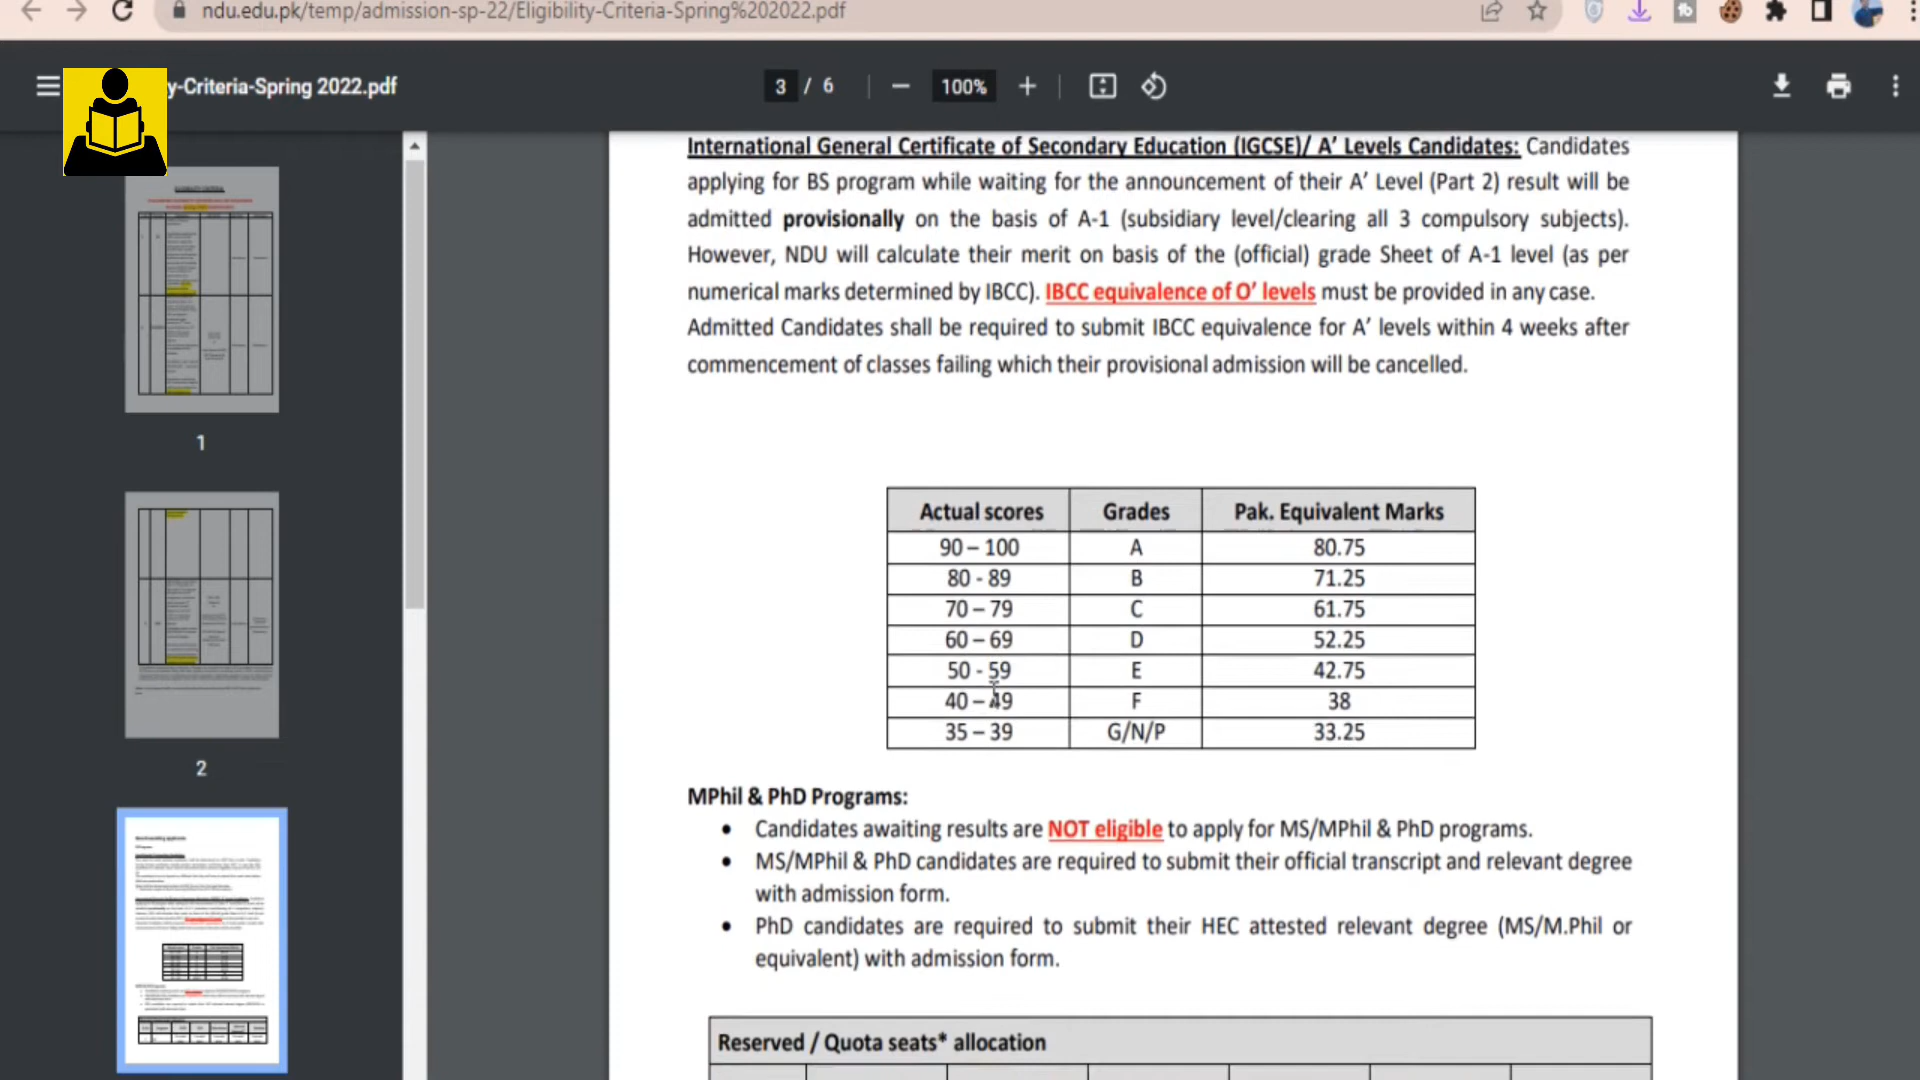 ndu.edu.pk/temp/admission-sp-22/Eligibility-Criteria-Spring%202022.pdf
y-Criteria-Spring 2022.pdf
3 / 6
100%
1
2
International General Certificate of Secondary Education (IGCSE)/ A’ Levels Candidates: Candidates
applying for BS program while waiting for the announcement of their A’ Level (Part 2) result will be
admitted provisionally on the basis of A-1 (subsidiary level/clearing all 3 compulsory subjects).
However, NDU will calculate their merit on basis of the (official) grade Sheet of A-1 level (as per
numerical marks determined by IBCC). IBCC equivalence of O’ levels must be provided in any case.
Admitted Candidates shall be required to submit IBCC equivalence for A’ levels within 4 weeks after
commencement of classes failing which their provisional admission will be cancelled.
Actual scores Grades Pak. Equivalent Marks
90 – 100 A 80.75
80 - 89 B 71.25
70 – 79 C 61.75
60 – 69 D 52.25
50 - 59 E 42.75
40 – 49 F 38
35 – 39 G/N/P 33.25
MPhil & PhD Programs:
• Candidates awaiting results are NOT eligible to apply for MS/MPhil & PhD programs.
• MS/MPhil & PhD candidates are required to submit their official transcript and relevant degree
with admission form.
• PhD candidates are required to submit their HEC attested relevant degree (MS/M.Phil or
equivalent) with admission form.
Reserved / Quota seats* allocation